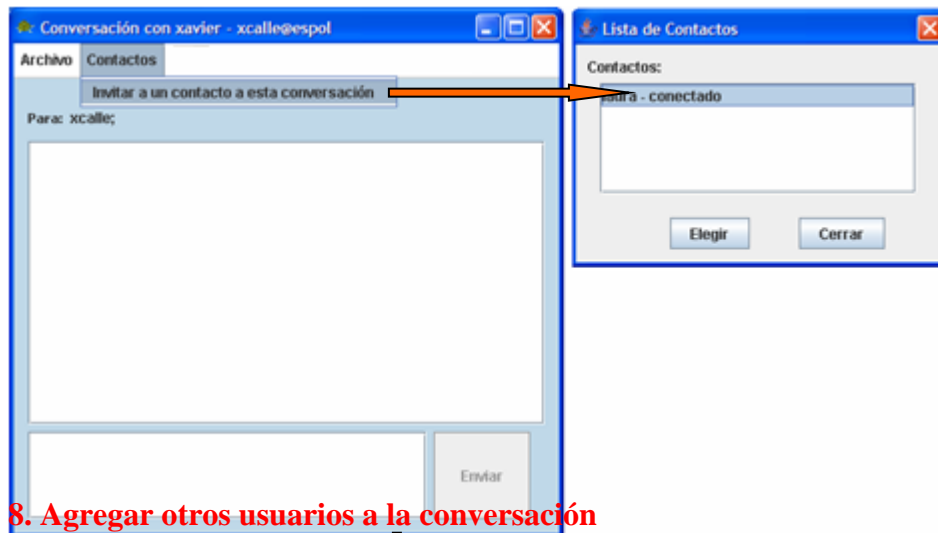 Conversación con xavier - xcalle@espol
Archivo Contactos
Invitar a un contacto a esta conversación
Para: xcalle;
Enviar
Lista de Contactos
Contactos:
laura - conectado
Elegir Cerrar
8. Agregar otros usuarios a la conversación